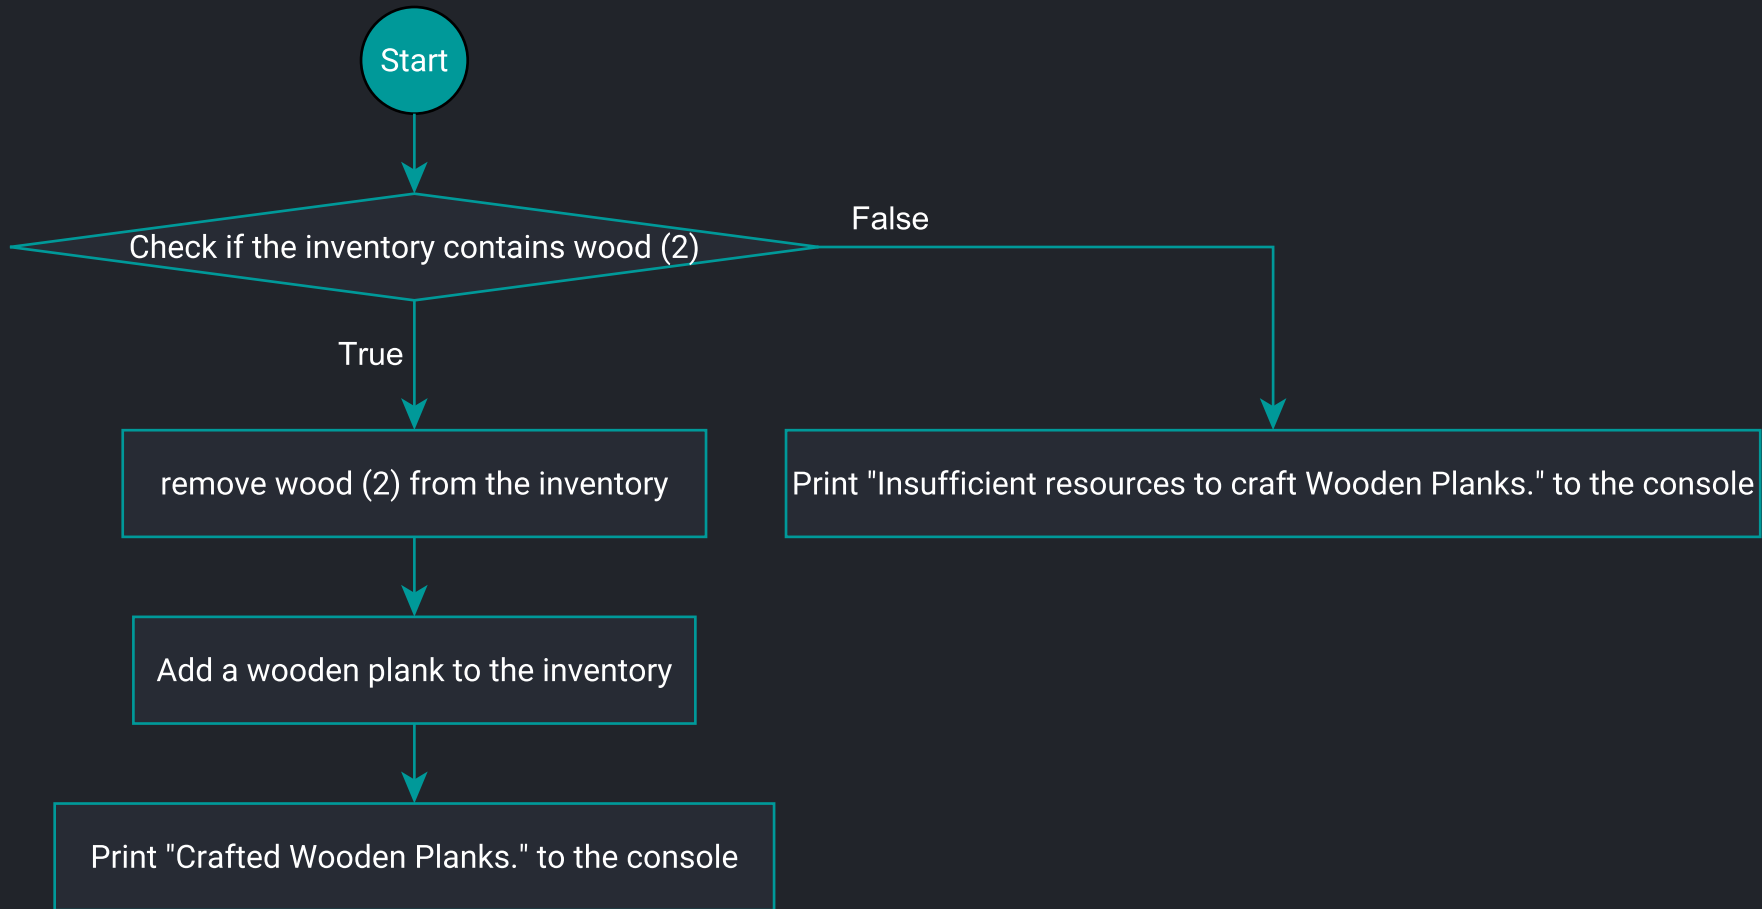 Start
Check if the inventory contains wood (2)
False
True
remove wood (2) from the inventory
Print "Insufficient resources to craft Wooden Planks." to the console
Add a wooden plank to the inventory
Print "Crafted Wooden Planks." to the console